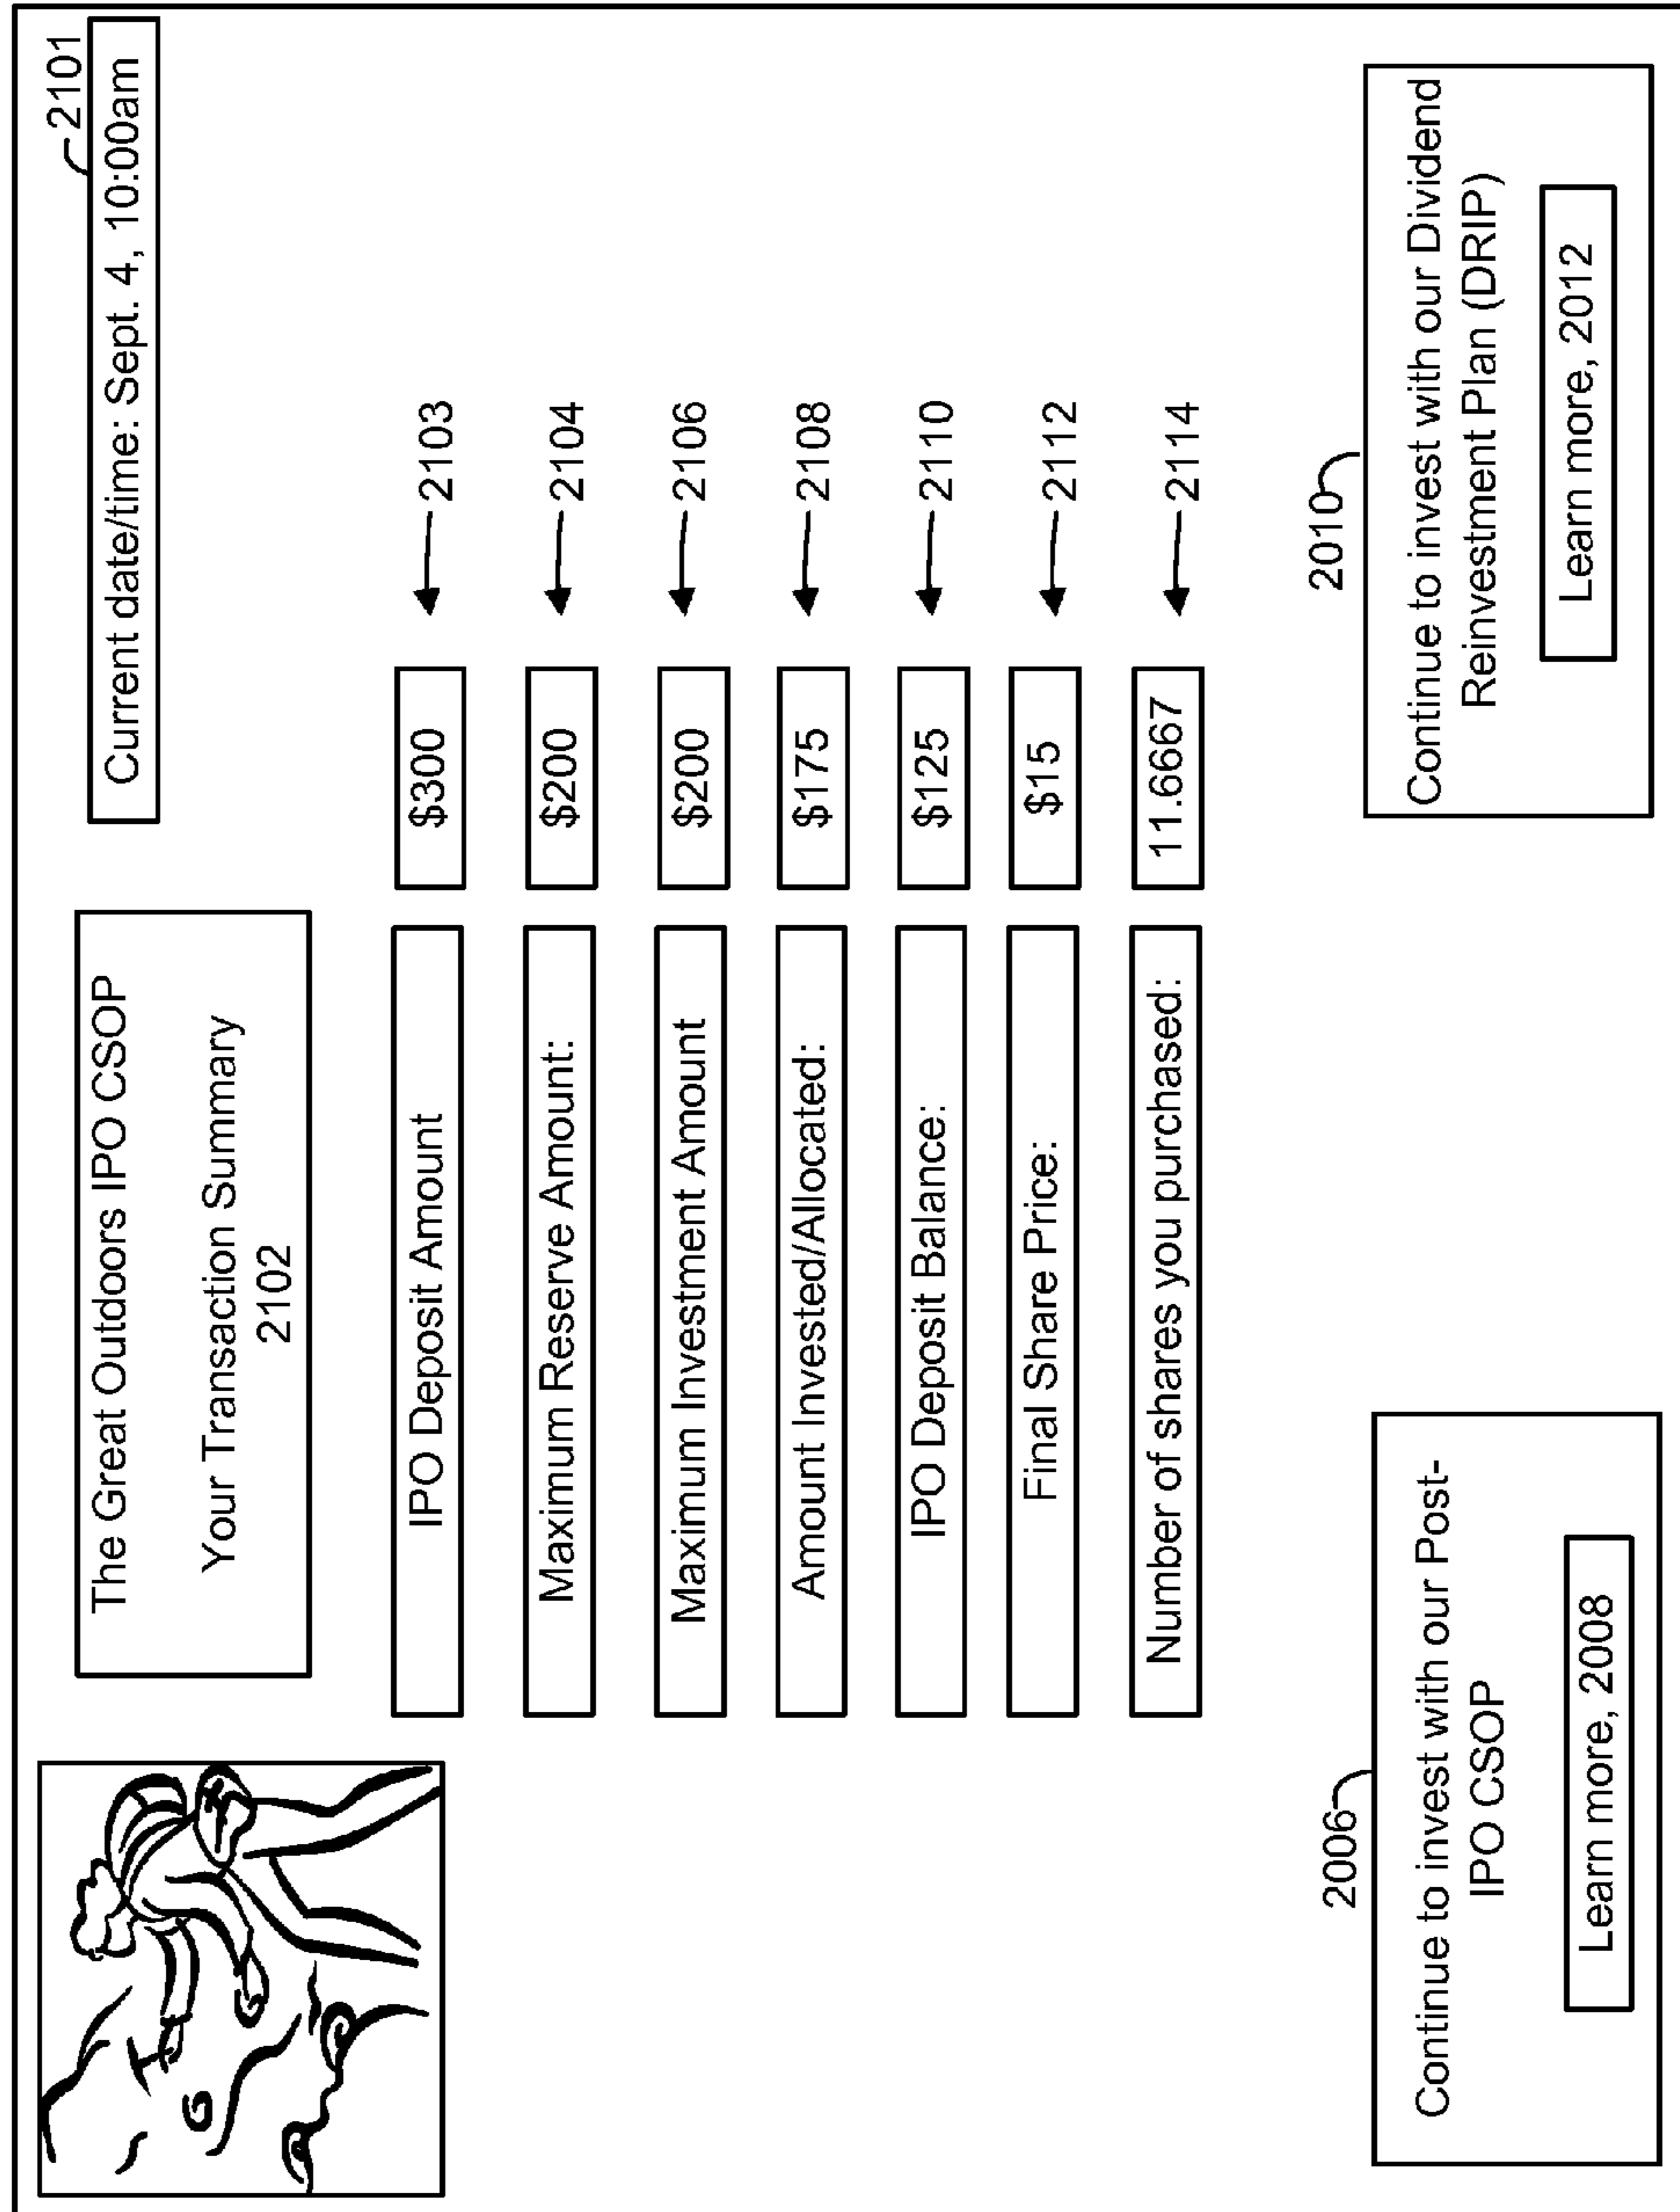 2101
Current date/time: Sept. 4, 10:00am
The Great Outdoors IPO CSOP
Your Transaction Summary
2102
IPO Deposit Amount
$300
2103
Maximum Reserve Amount:
$200
2104
Maximum Investment Amount
$200
2106
Amount Invested/Allocated:
$175
2108
IPO Deposit Balance:
$125
2110
Final Share Price:
$15
2112
Number of shares you purchased:
11.6667
2114
2006
Continue to invest with our Post-
IPO CSOP
Learn more, 2008
2010
Continue to invest with our Dividend
Reinvestment Plan (DRIP)
Learn more, 2012